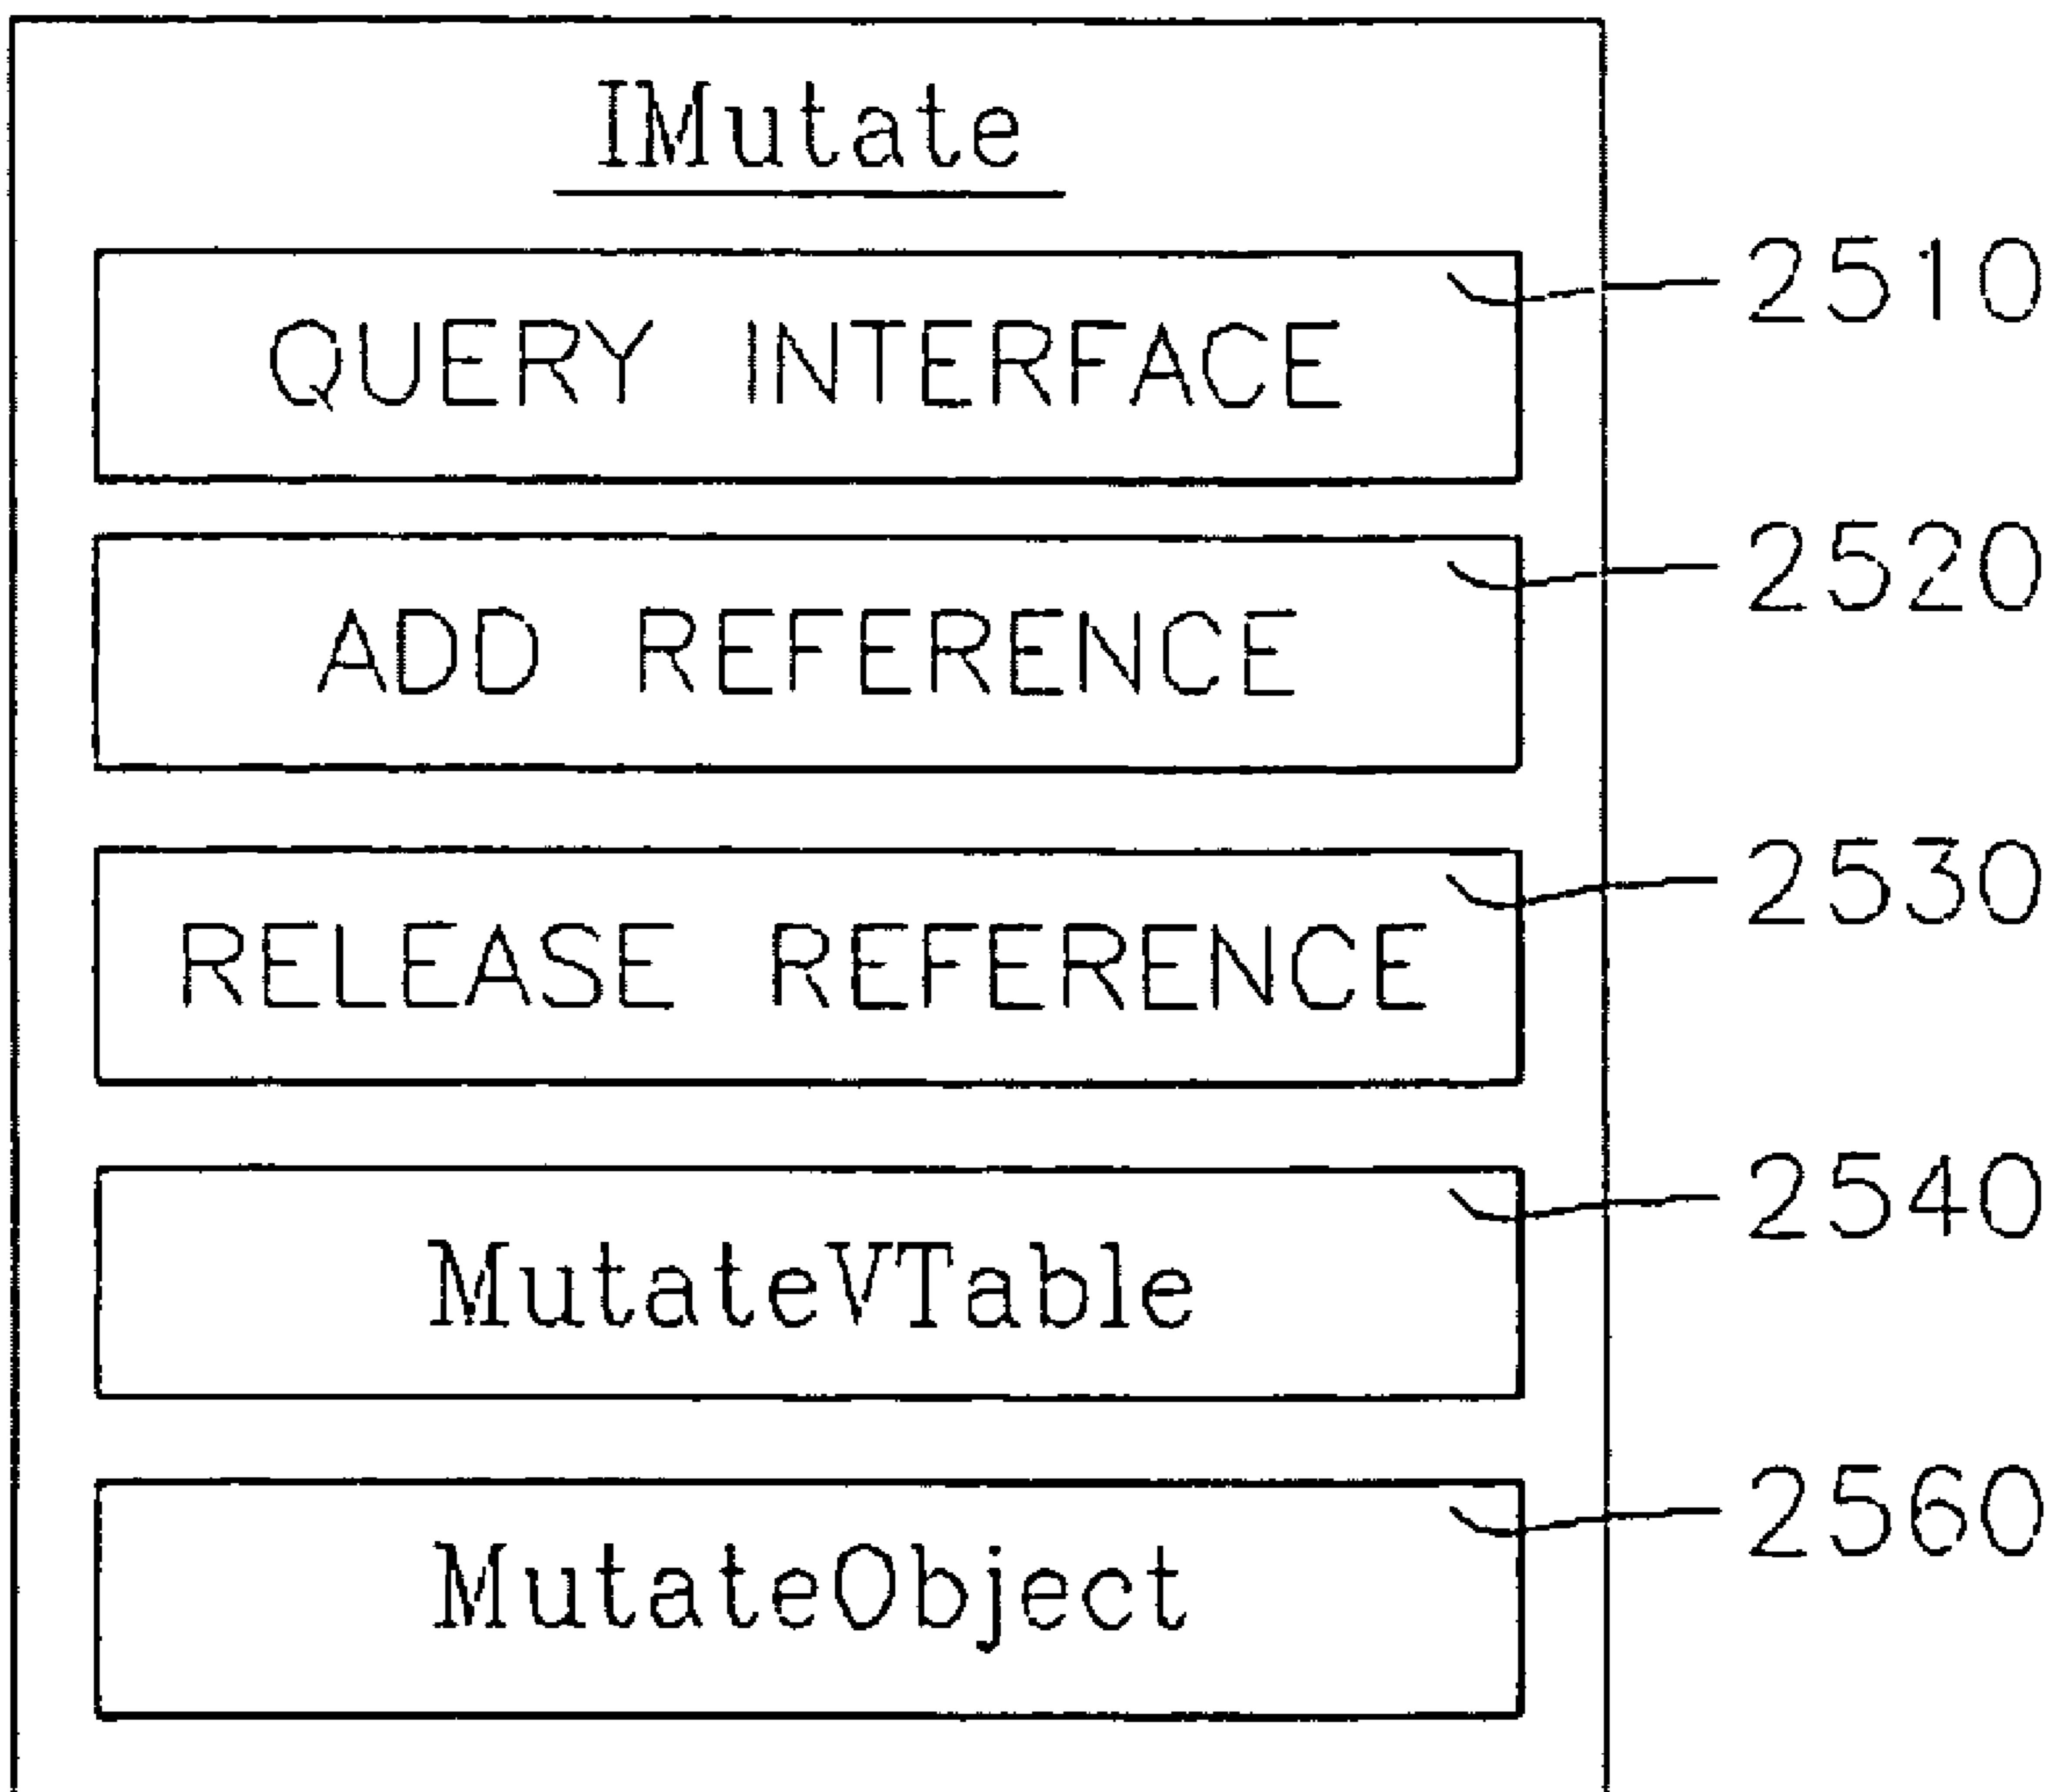 IMutate
QUERY INTERFACE 2510
ADD REFERENCE 2520
RELEASE REFERENCE 2530
MutateVTable 2540
MutateObject 2560